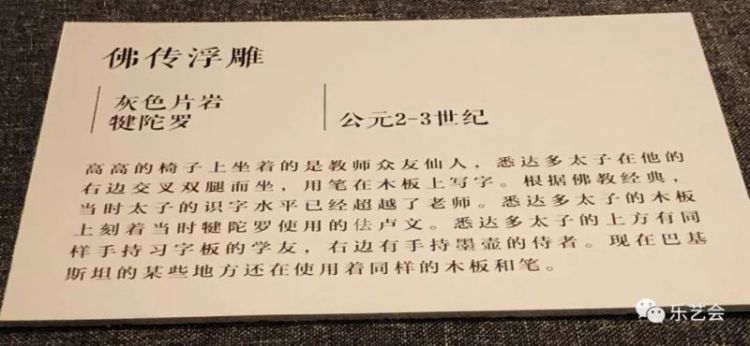 佛传浮雕
灰色片岩
犍陀罗
公元2-3世纪
高高的椅子上坐着的是教师众友仙人，悉达多太子在他的
右边交叉双腿而坐，用笔在木板上写字。根据佛教经典，
当时太子的识字水平已经超越了老师。悉达多太子的木板
上刻着当时犍陀罗使用的佉卢文。悉达多太子的上方有同
样手持习字板的学友，右边有手持墨壶的侍者。现在巴基
斯坦的某些地方还在使用着同样的木板和笔。
乐艺会